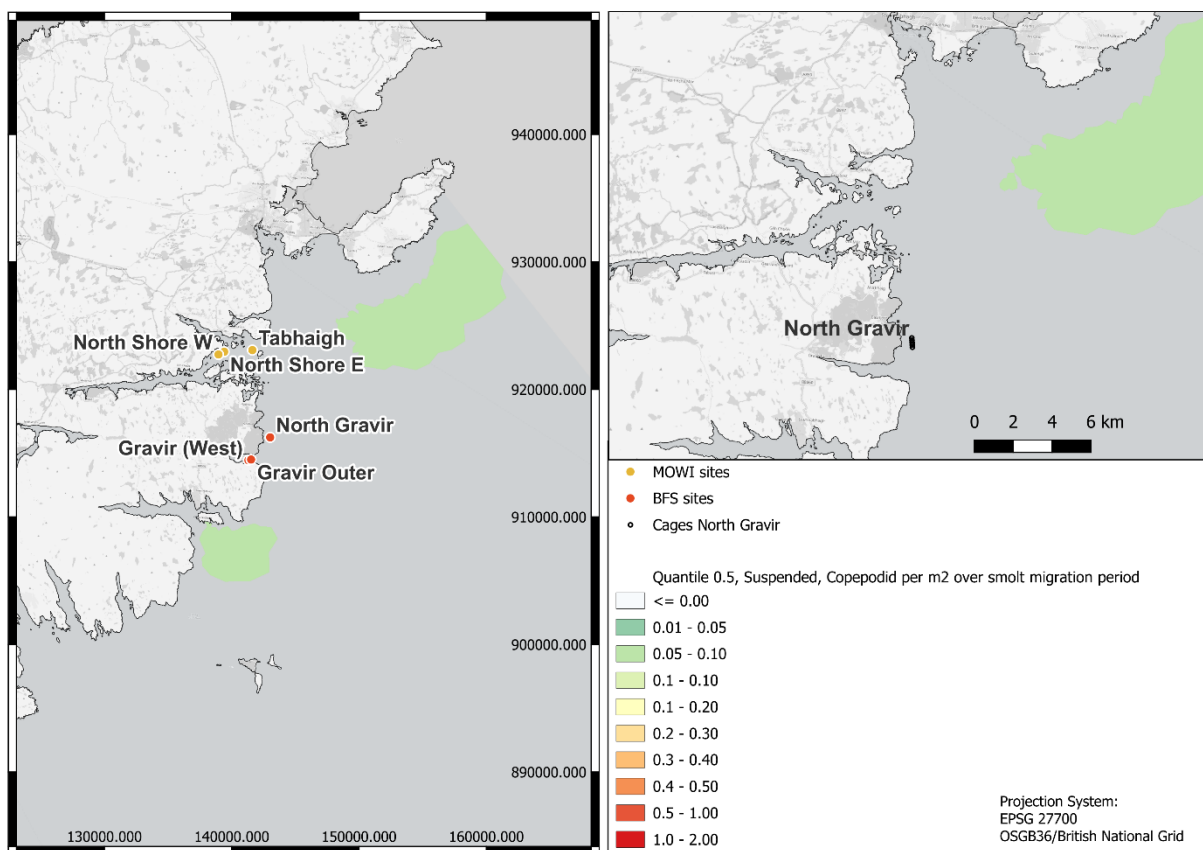 940000.000
930000.000
North Shore W
Tabhaigh
North Shore E
920000.000
North Gravir
Gravir (West)
Gravir Outer
910000.000
900000.000
890000.000
130000.000
140000.000
150000.000
160000.000
North Gravir
0 2 4 6 km
MOWI sites
BFS sites
Cages North Gravir
Quantile 0.5, Suspended, Copepodid per m2 over smolt migration period
<= 0.00
0.01 - 0.05
0.05 - 0.10
0.1 - 0.10
0.1 - 0.20
0.2 - 0.30
0.3 - 0.40
0.4 - 0.50
0.5 - 1.00
1.0 - 2.00
Projection System:
EPSG 27700
OSGB36/British National Grid